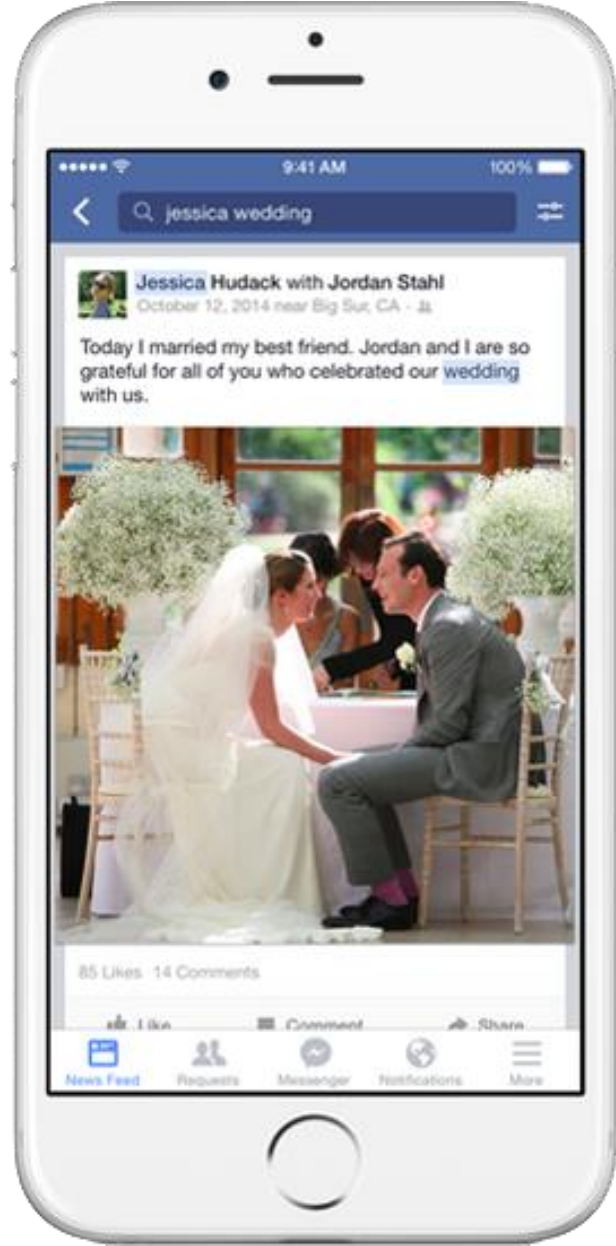 9:41 AM 100%
jessica wedding
Jessica Hudack with Jordan Stahl
October 12, 2014 near Big Sur, CA -
Today I married my best friend. Jordan and I are so
grateful for all of you who celebrated our wedding
with us.
85 Likes 14 Comments
Like Comment Share
News Feed Requests Messenger Notifications More